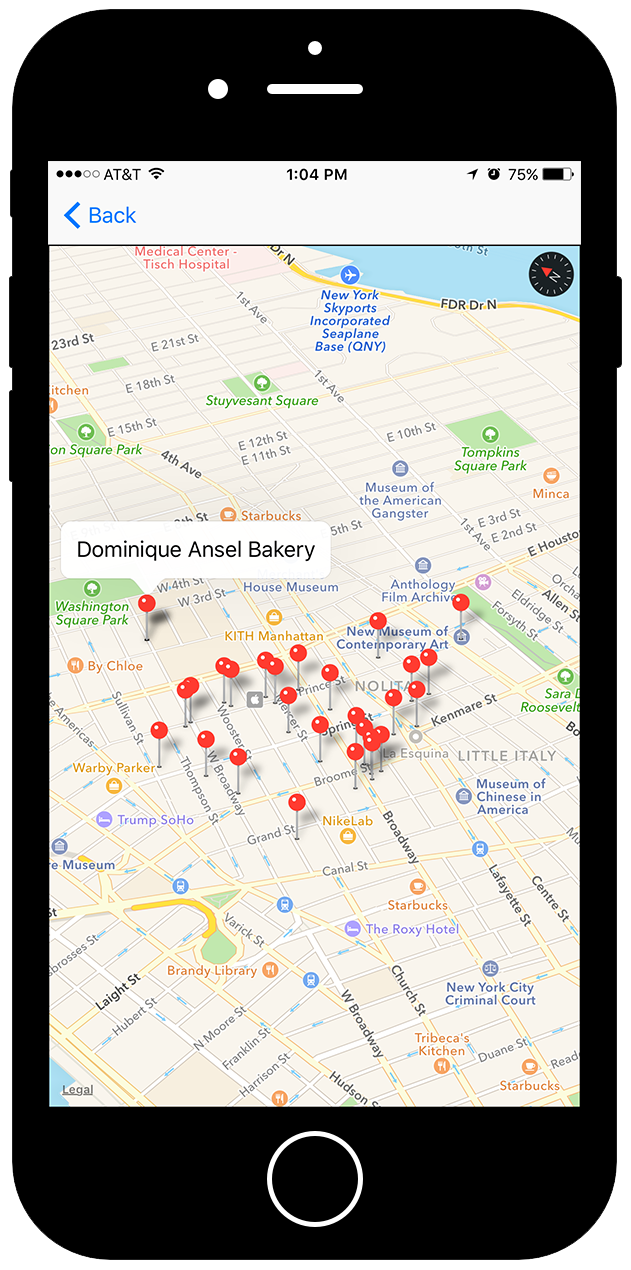 AT&T
1:04 PM
75%
Back
Medical Center -
Tisch Hospital
Dr N
New York
Skyports
Incorporated
Seaplane
Base (QNY)
FDR Dr N
1st Ave
23rd St
E 21st St
E 18th St
1st Ave
Stuyvesant Square
E 15th St
on Square Park
4th Ave
E 12th St
E 11th St
E 10th St
Tompkins
Square Park
Museum of
the American
Gangster
Minca
Starbucks
E 3rd St
E 2nd St
E Housto
Dominique Ansel Bakery
1st Ave
W 4th St
W 3rd St
House Museum
Anthology
Film Archive
Allen St
Eldridge St
Forsyth St
Washington
Square Park
KITH Manhattan
New Museum of
Contemporary Art
By Chloe
Prince St
NOLITA
Sara D
Roosevelt
Sullivan St
Wooster St
Mercer St
Spring St
Kenmare St
e Americas
Warby Parker
Thompson St
W Broadway
Broome St
La Esquina
LITTLE ITALY
Museum of
Chinese in
America
Trump SoHo
Grand St
NikeLab
Broadway
re Museum
Canal St
Starbucks
Lafayette St
Centre St
Varick St
The Roxy Hotel
Brandy Library
Church St
New York City
Criminal Court
Laight St
Hubert St
W Broadway
N Moore St
Franklin St
Harrison St
Tribeca's
Kitchen
Duane St
Starbucks
Hudson
Legal